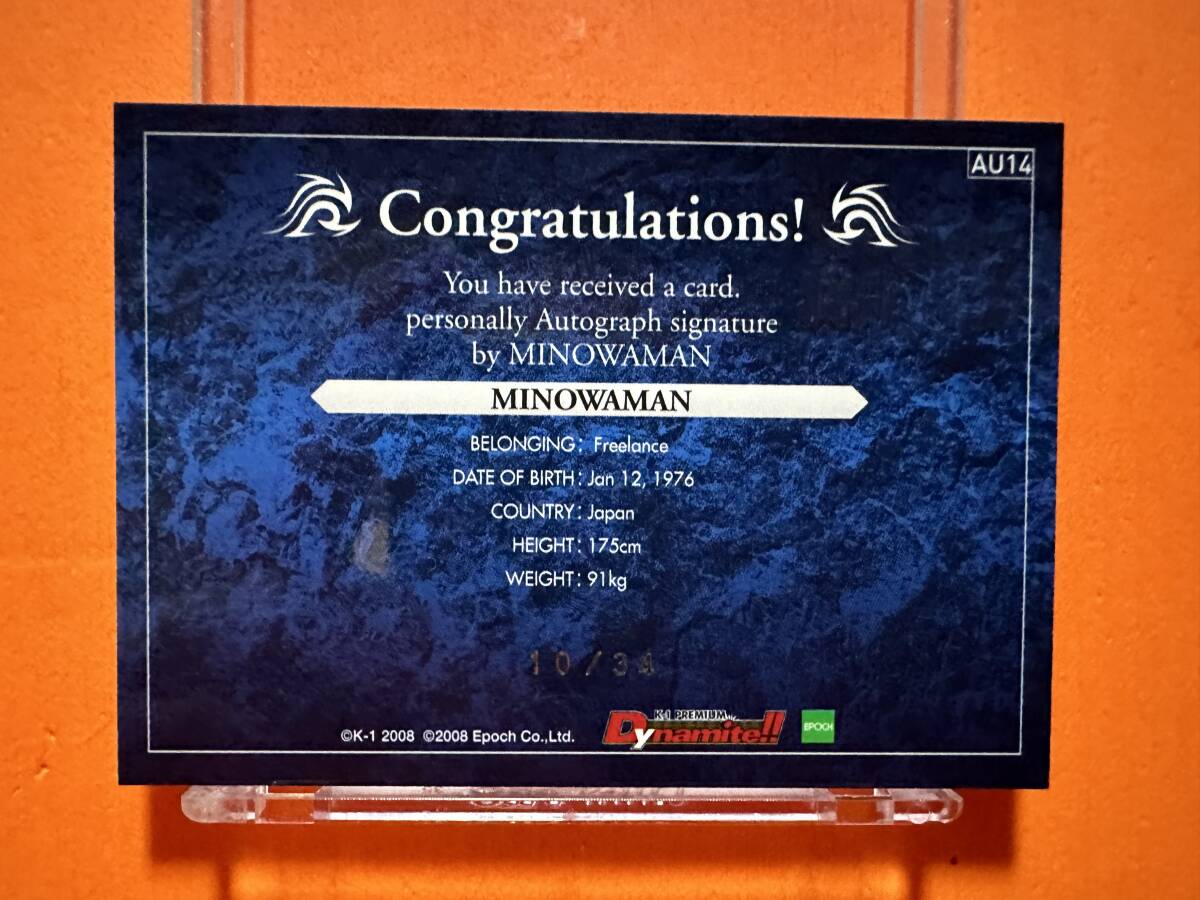 AU14
Congratulations!
You have received a card.
personally Autograph signature
by MINOWAMAN
MINOWAMAN
BELONGING: Freelance
DATE OF BIRTH: Jan 12, 1976
COUNTRY: Japan
HEIGHT: 175cm
WEIGHT: 91kg
10/34
K-1 PREMIUM
Dynamite!!
EPOCH
©K-1 2008 ©2008 Epoch Co.,Ltd.